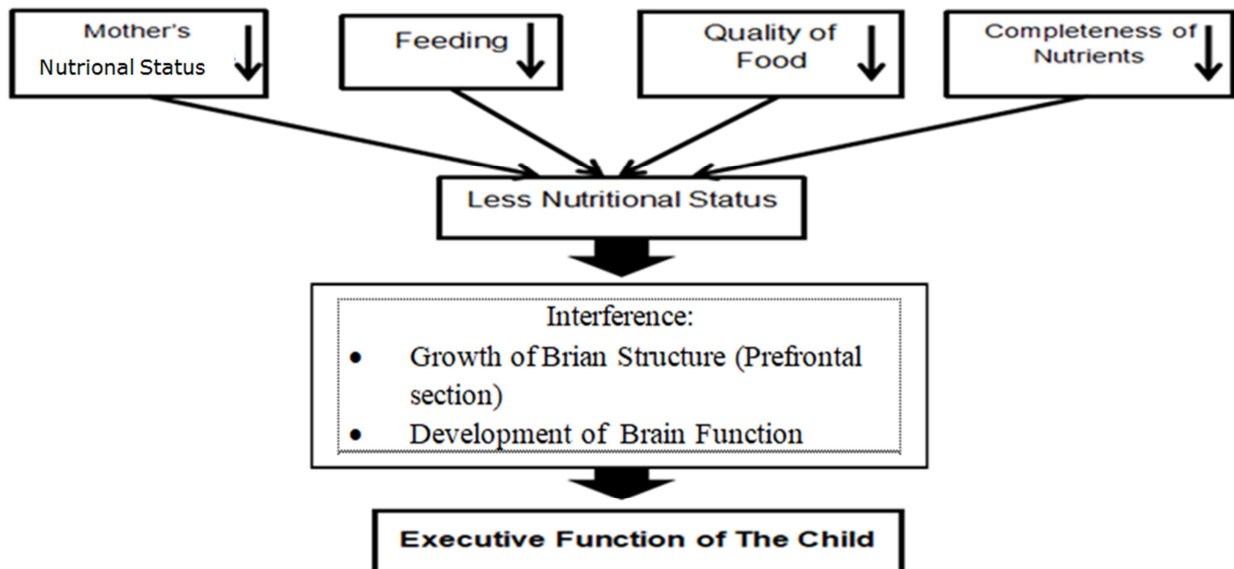 Mother's
Nutrional Status
Feeding
Quality of
Food
Completeness of
Nutrients
Less Nutritional Status
Interference:
• Growth of Brian Structure (Prefrontal
section)
• Development of Brain Function
Executive Function of The Child